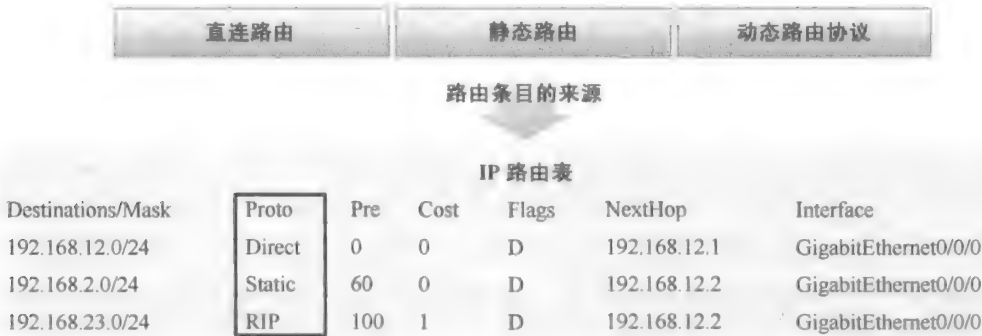 直连路由 静态路由 动态路由协议
路由条目的来源
IP 路由表
Destinations/Mask Proto Pre Cost Flags NextHop Interface
192.168.12.0/24 Direct 0 0 D 192.168.12.1 GigabitEthernet0/0/0
192.168.2.0/24 Static 60 0 D 192.168.12.2 GigabitEthernet0/0/0
192.168.23.0/24 RIP 100 1 D 192.168.12.2 GigabitEthernet0/0/0